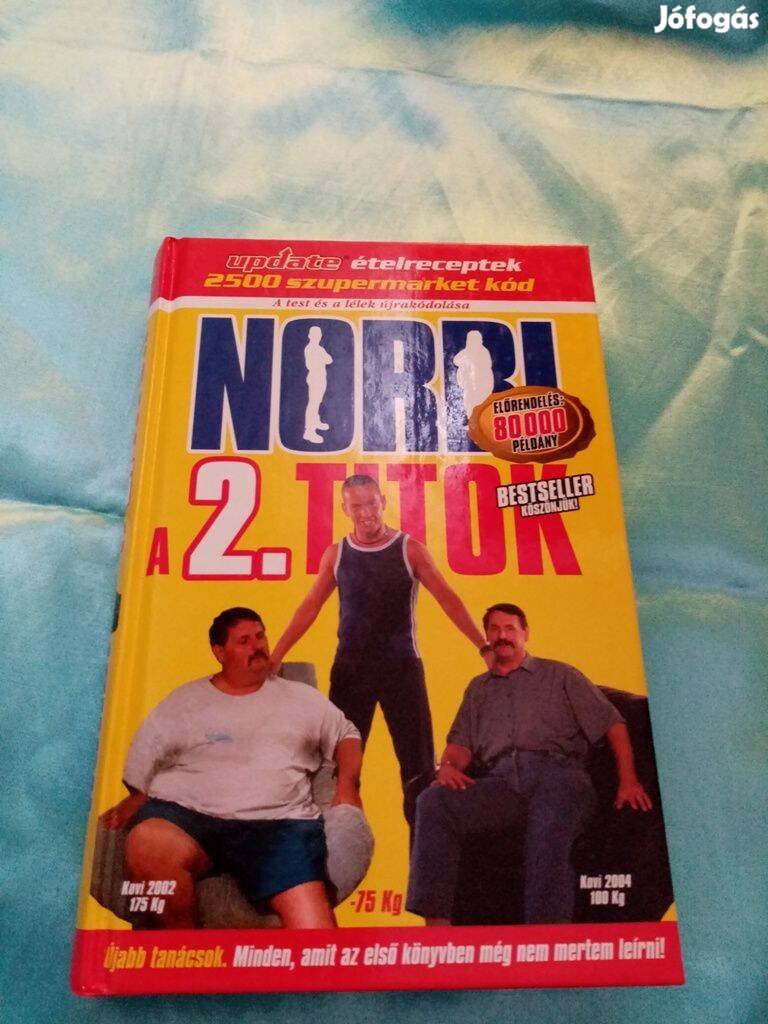 Jófogás
update® ételreceptek
2500 szupermarket kód
A test és a lélek újrakódolása
NORBI
ELŐRENDELÉS:
80 000
PÉLDÁNY
A 2. TITOK
BESTSELLER
KÖSZÖNJÜK!
Kovi 2002
175 Kg
-75 Kg
Kovi 2004
100 Kg
Újabb tanácsok. Minden, amit az első könyvben még nem mertem leírni!